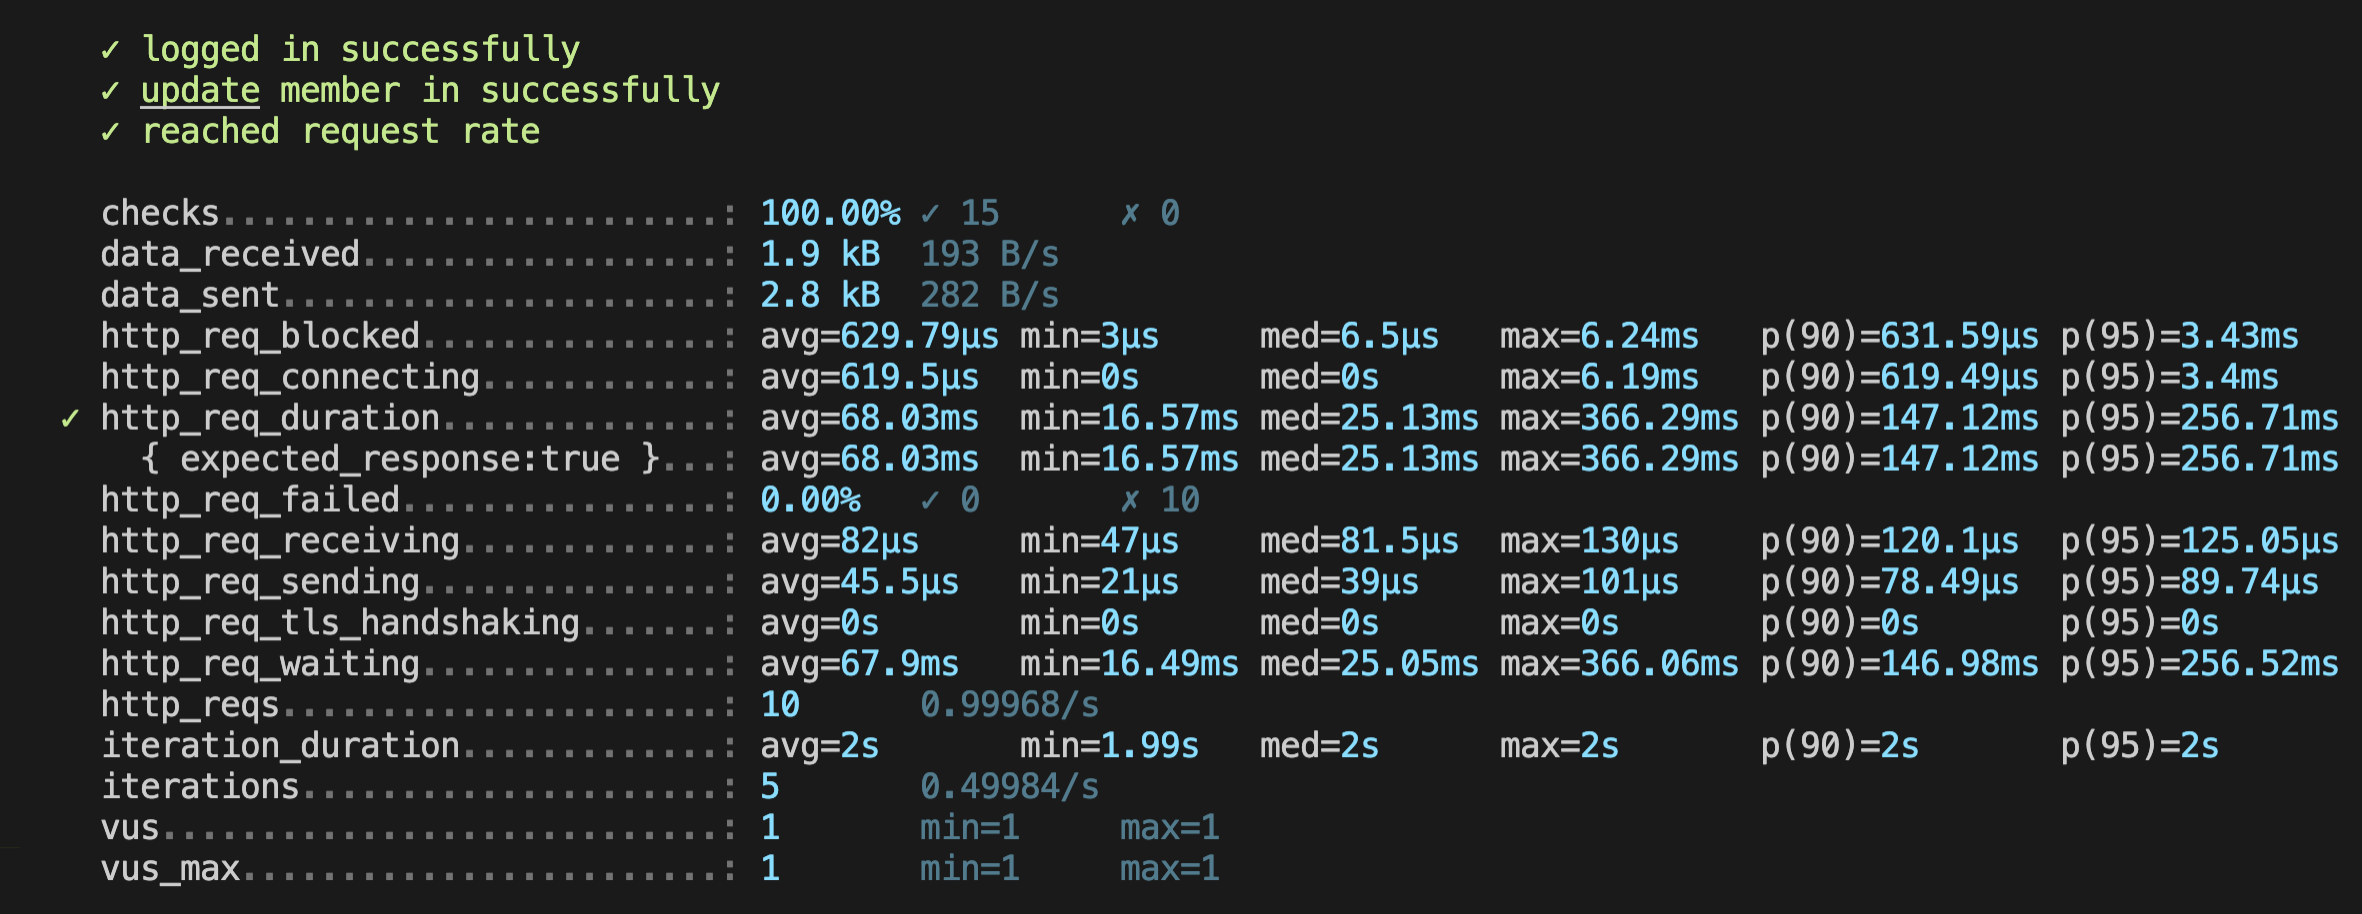 ✓ logged in successfully
✓ update member in successfully
✓ reached request rate
checks.........................: 100.00% ✓ 15 ✗ 0
data_received..................: 1.9 kB 193 B/s
data_sent......................: 2.8 kB 282 B/s
http_req_blocked...............: avg=629.79µs min=3µs med=6.5µs max=6.24ms p(90)=631.59µs p(95)=3.43ms
http_req_connecting............: avg=619.5µs min=0s med=0s max=6.19ms p(90)=619.49µs p(95)=3.4ms
✓ http_req_duration..............: avg=68.03ms min=16.57ms med=25.13ms max=366.29ms p(90)=147.12ms p(95)=256.71ms
{ expected_response:true }...: avg=68.03ms min=16.57ms med=25.13ms max=366.29ms p(90)=147.12ms p(95)=256.71ms
http_req_failed................: 0.00% ✓ 0 ✗ 10
http_req_receiving.............: avg=82µs min=47µs med=81.5µs max=130µs p(90)=120.1µs p(95)=125.05µs
http_req_sending...............: avg=45.5µs min=21µs med=39µs max=101µs p(90)=78.49µs p(95)=89.74µs
http_req_tls_handshaking.......: avg=0s min=0s med=0s max=0s p(90)=0s p(95)=0s
http_req_waiting...............: avg=67.9ms min=16.49ms med=25.05ms max=366.06ms p(90)=146.98ms p(95)=256.52ms
http_reqs......................: 10 0.99968/s
iteration_duration.............: avg=2s min=1.99s med=2s max=2s p(90)=2s p(95)=2s
iterations.....................: 5 0.49984/s
vus............................: 1 min=1 max=1
vus_max........................: 1 min=1 max=1